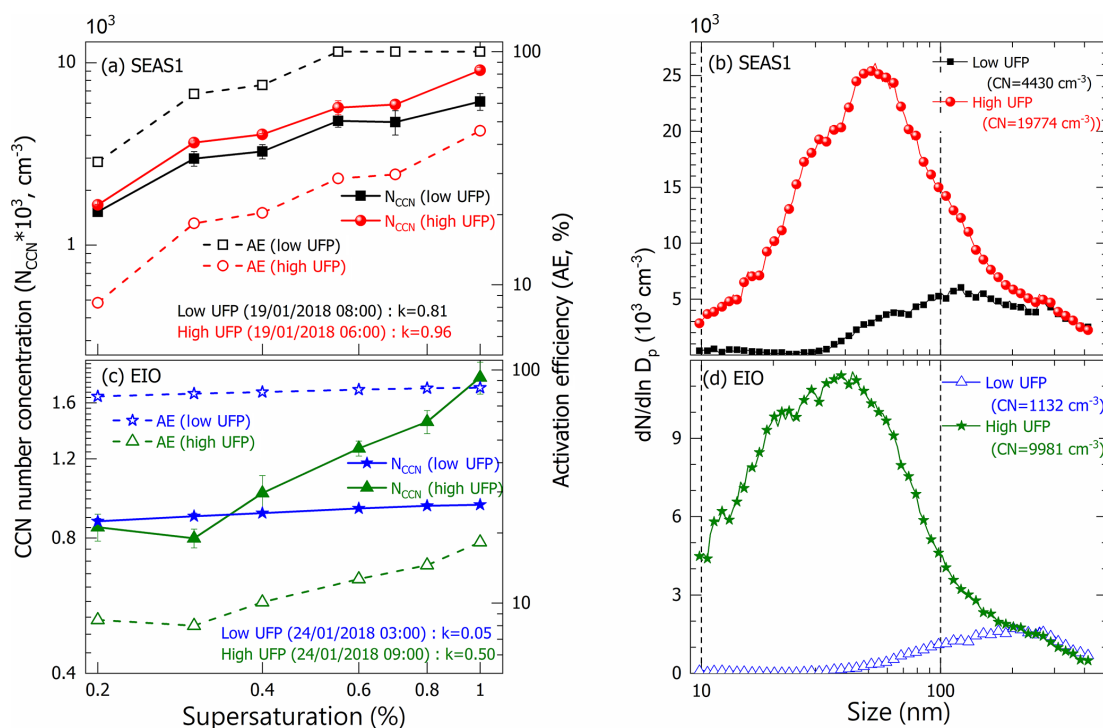 10³
(a) SEAS1
10
1
100
10
N_CCN (low UFP)
N_CCN (high UFP)
AE (low UFP)
AE (high UFP)
Low UFP (19/01/2018 08:00) : k=0.81
High UFP (19/01/2018 06:00) : k=0.96
(c) EIO
1.6
1.2
0.8
0.4
100
10
AE (low UFP)
AE (high UFP)
N_CCN (low UFP)
N_CCN (high UFP)
Low UFP (24/01/2018 03:00) : k=0.05
High UFP (24/01/2018 09:00) : k=0.50
0.2
0.4
0.6
0.8
1
Supersaturation (%)
CCN number concentration (N_CCN*10³, cm⁻³)
Activation efficiency (AE, %)
10³
(b) SEAS1
Low UFP
(CN=4430 cm⁻³)
High UFP
(CN=19774 cm⁻³))
25
20
15
10
5
0
(d) EIO
Low UFP
(CN=1132 cm⁻³)
High UFP
(CN=9981 cm⁻³)
9
6
3
0
10
100
Size (nm)
dN/dln D_p (10³ cm⁻³)